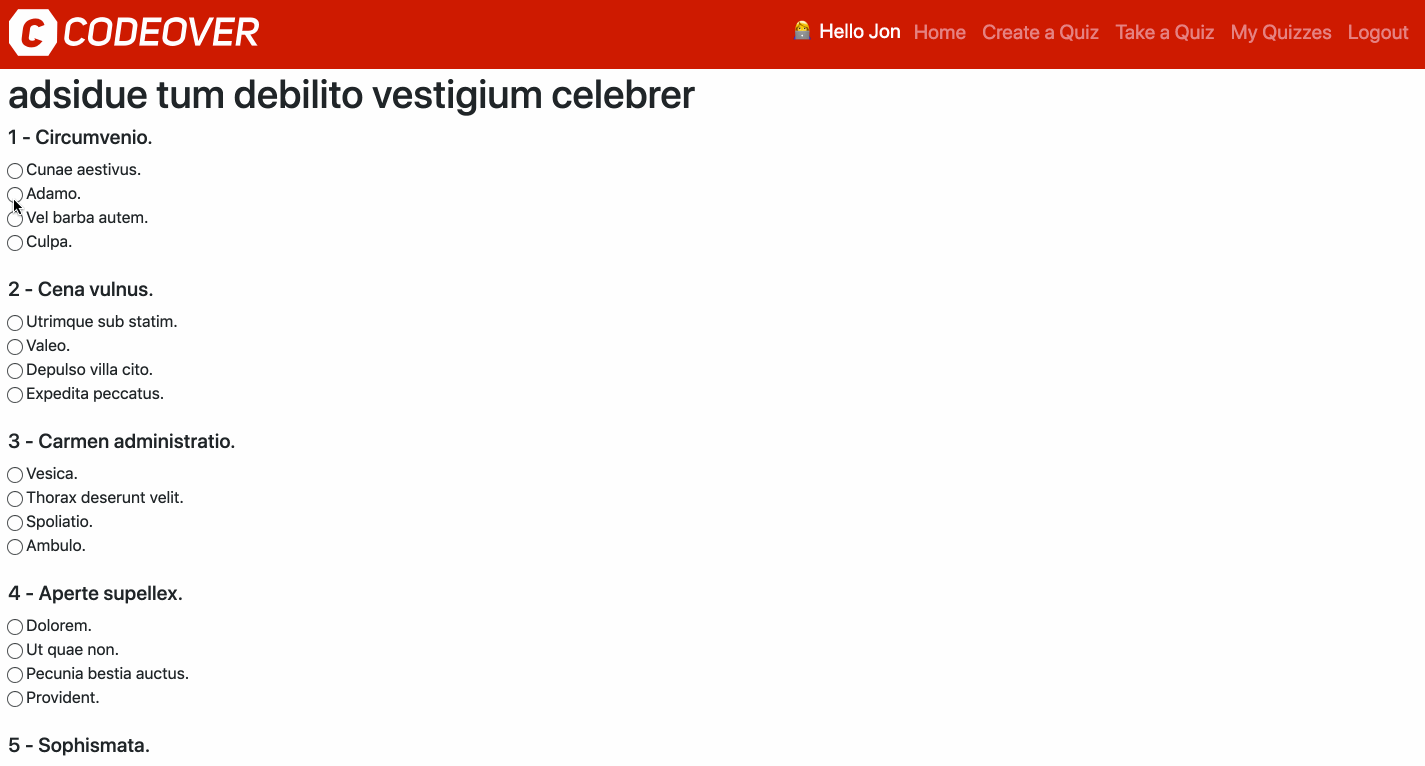 CODEOVER
Hello Jon Home Create a Quiz Take a Quiz My Quizzes Logout
adsidue tum debilito vestigium celebrer
1 - Circumvenio.
Cunae aestivus.
Adamo.
Vel barba autem.
Culpa.
2 - Cena vulnus.
Utrimque sub statim.
Valeo.
Depulso villa cito.
Expedita peccatus.
3 - Carmen administratio.
Vesica.
Thorax deserunt velit.
Spoliatio.
Ambulo.
4 - Aperte supellex.
Dolorem.
Ut quae non.
Pecunia bestia auctus.
Provident.
5 - Sophismata.